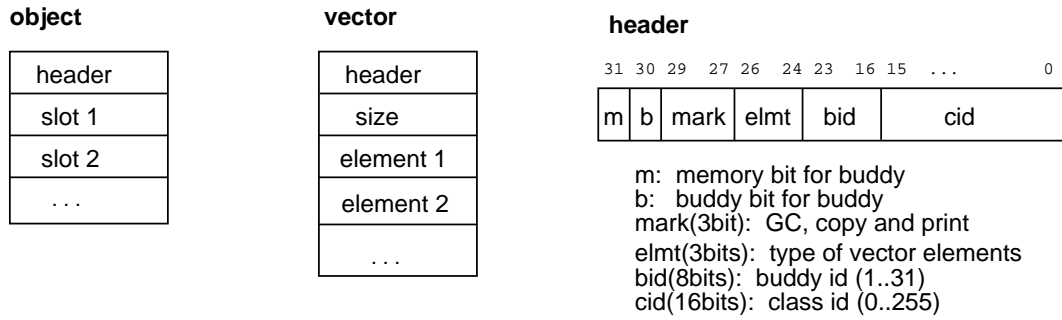 object
header
slot 1
slot 2
. . .
vector
header
size
element 1
element 2
. . .
header
31 30 29 27 26 24 23 16 15 ... 0
m b mark elmt bid cid
m: memory bit for buddy
b: buddy bit for buddy
mark(3bit): GC, copy and print
elmt(3bits): type of vector elements
bid(8bits): buddy id (1..31)
cid(16bits): class id (0..255)